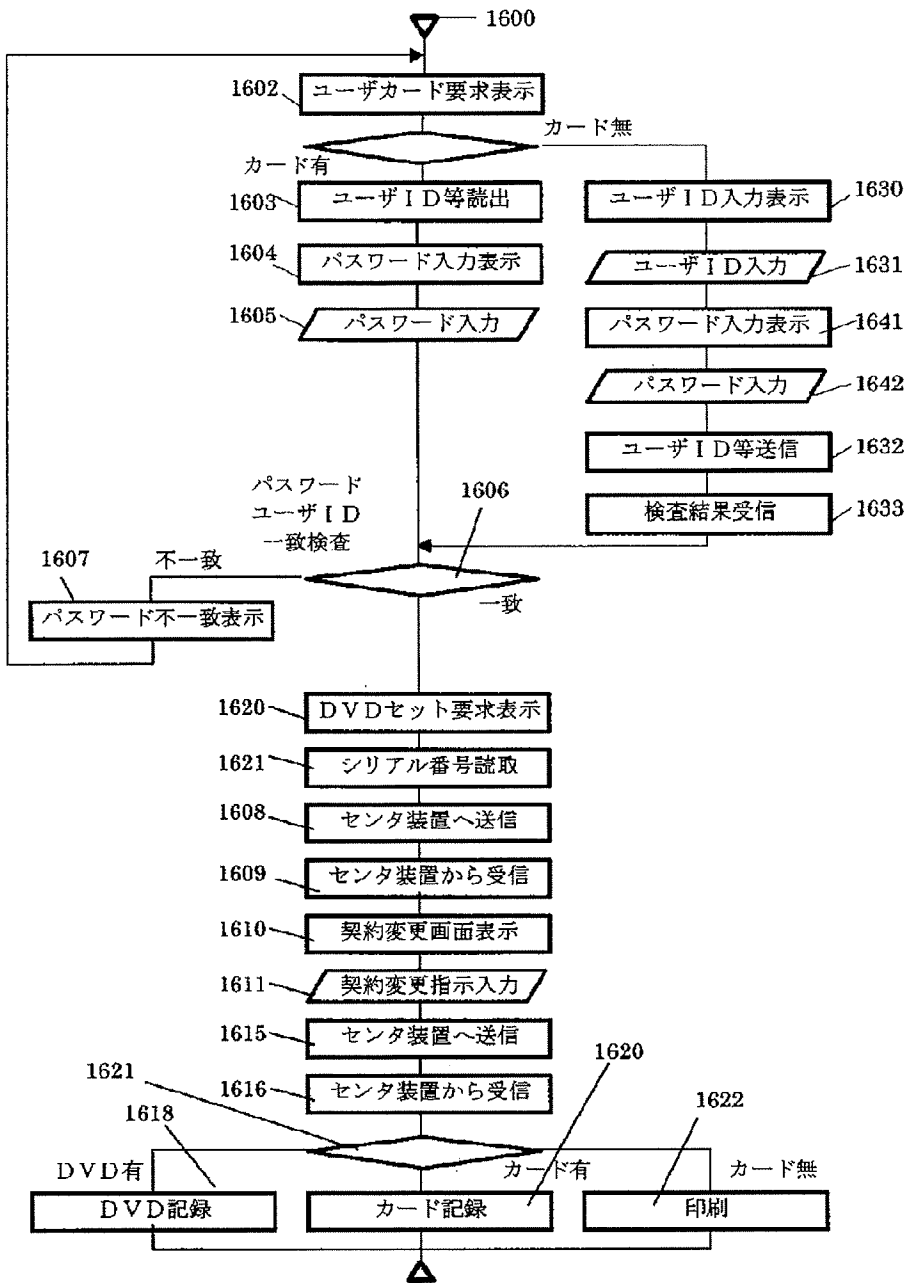 1600
1602
ユーザカード要求表示
カード無
カード有
1603
ユーザID等読出
ユーザID入力表示
1630
1604
パスワード入力表示
ユーザID入力
1631
1605
パスワード入力
パスワード入力表示
1641
パスワード入力
1642
ユーザID等送信
1632
検査結果受信
1633
パスワード
ユーザID
一致検査
1606
1607
不一致
一致
パスワード不一致表示
1620
DVDセット要求表示
1621
シリアル番号読取
1608
センタ装置へ送信
1609
センタ装置から受信
1610
契約変更画面表示
1611
契約変更指示入力
1615
センタ装置へ送信
1616
センタ装置から受信
1621
1620
1618
1622
DVD有
カード有
カード無
DVD記録
カード記録
印刷